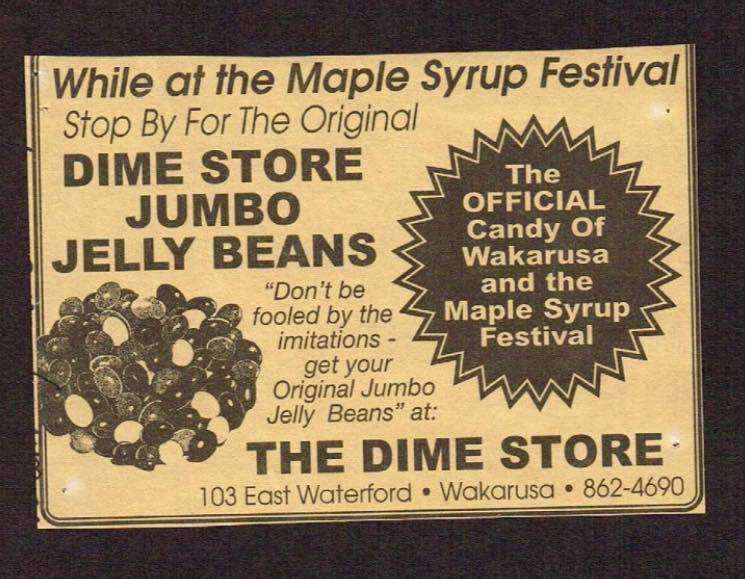 While at the Maple Syrup Festival
Stop By For The Original
DIME STORE
JUMBO
JELLY BEANS
The
OFFICIAL
Candy Of
Wakarusa
and the
Maple Syrup
Festival
"Don't be
fooled by the
imitations -
get your
Original Jumbo
Jelly Beans" at:
THE DIME STORE
103 East Waterford • Wakarusa • 862-4690